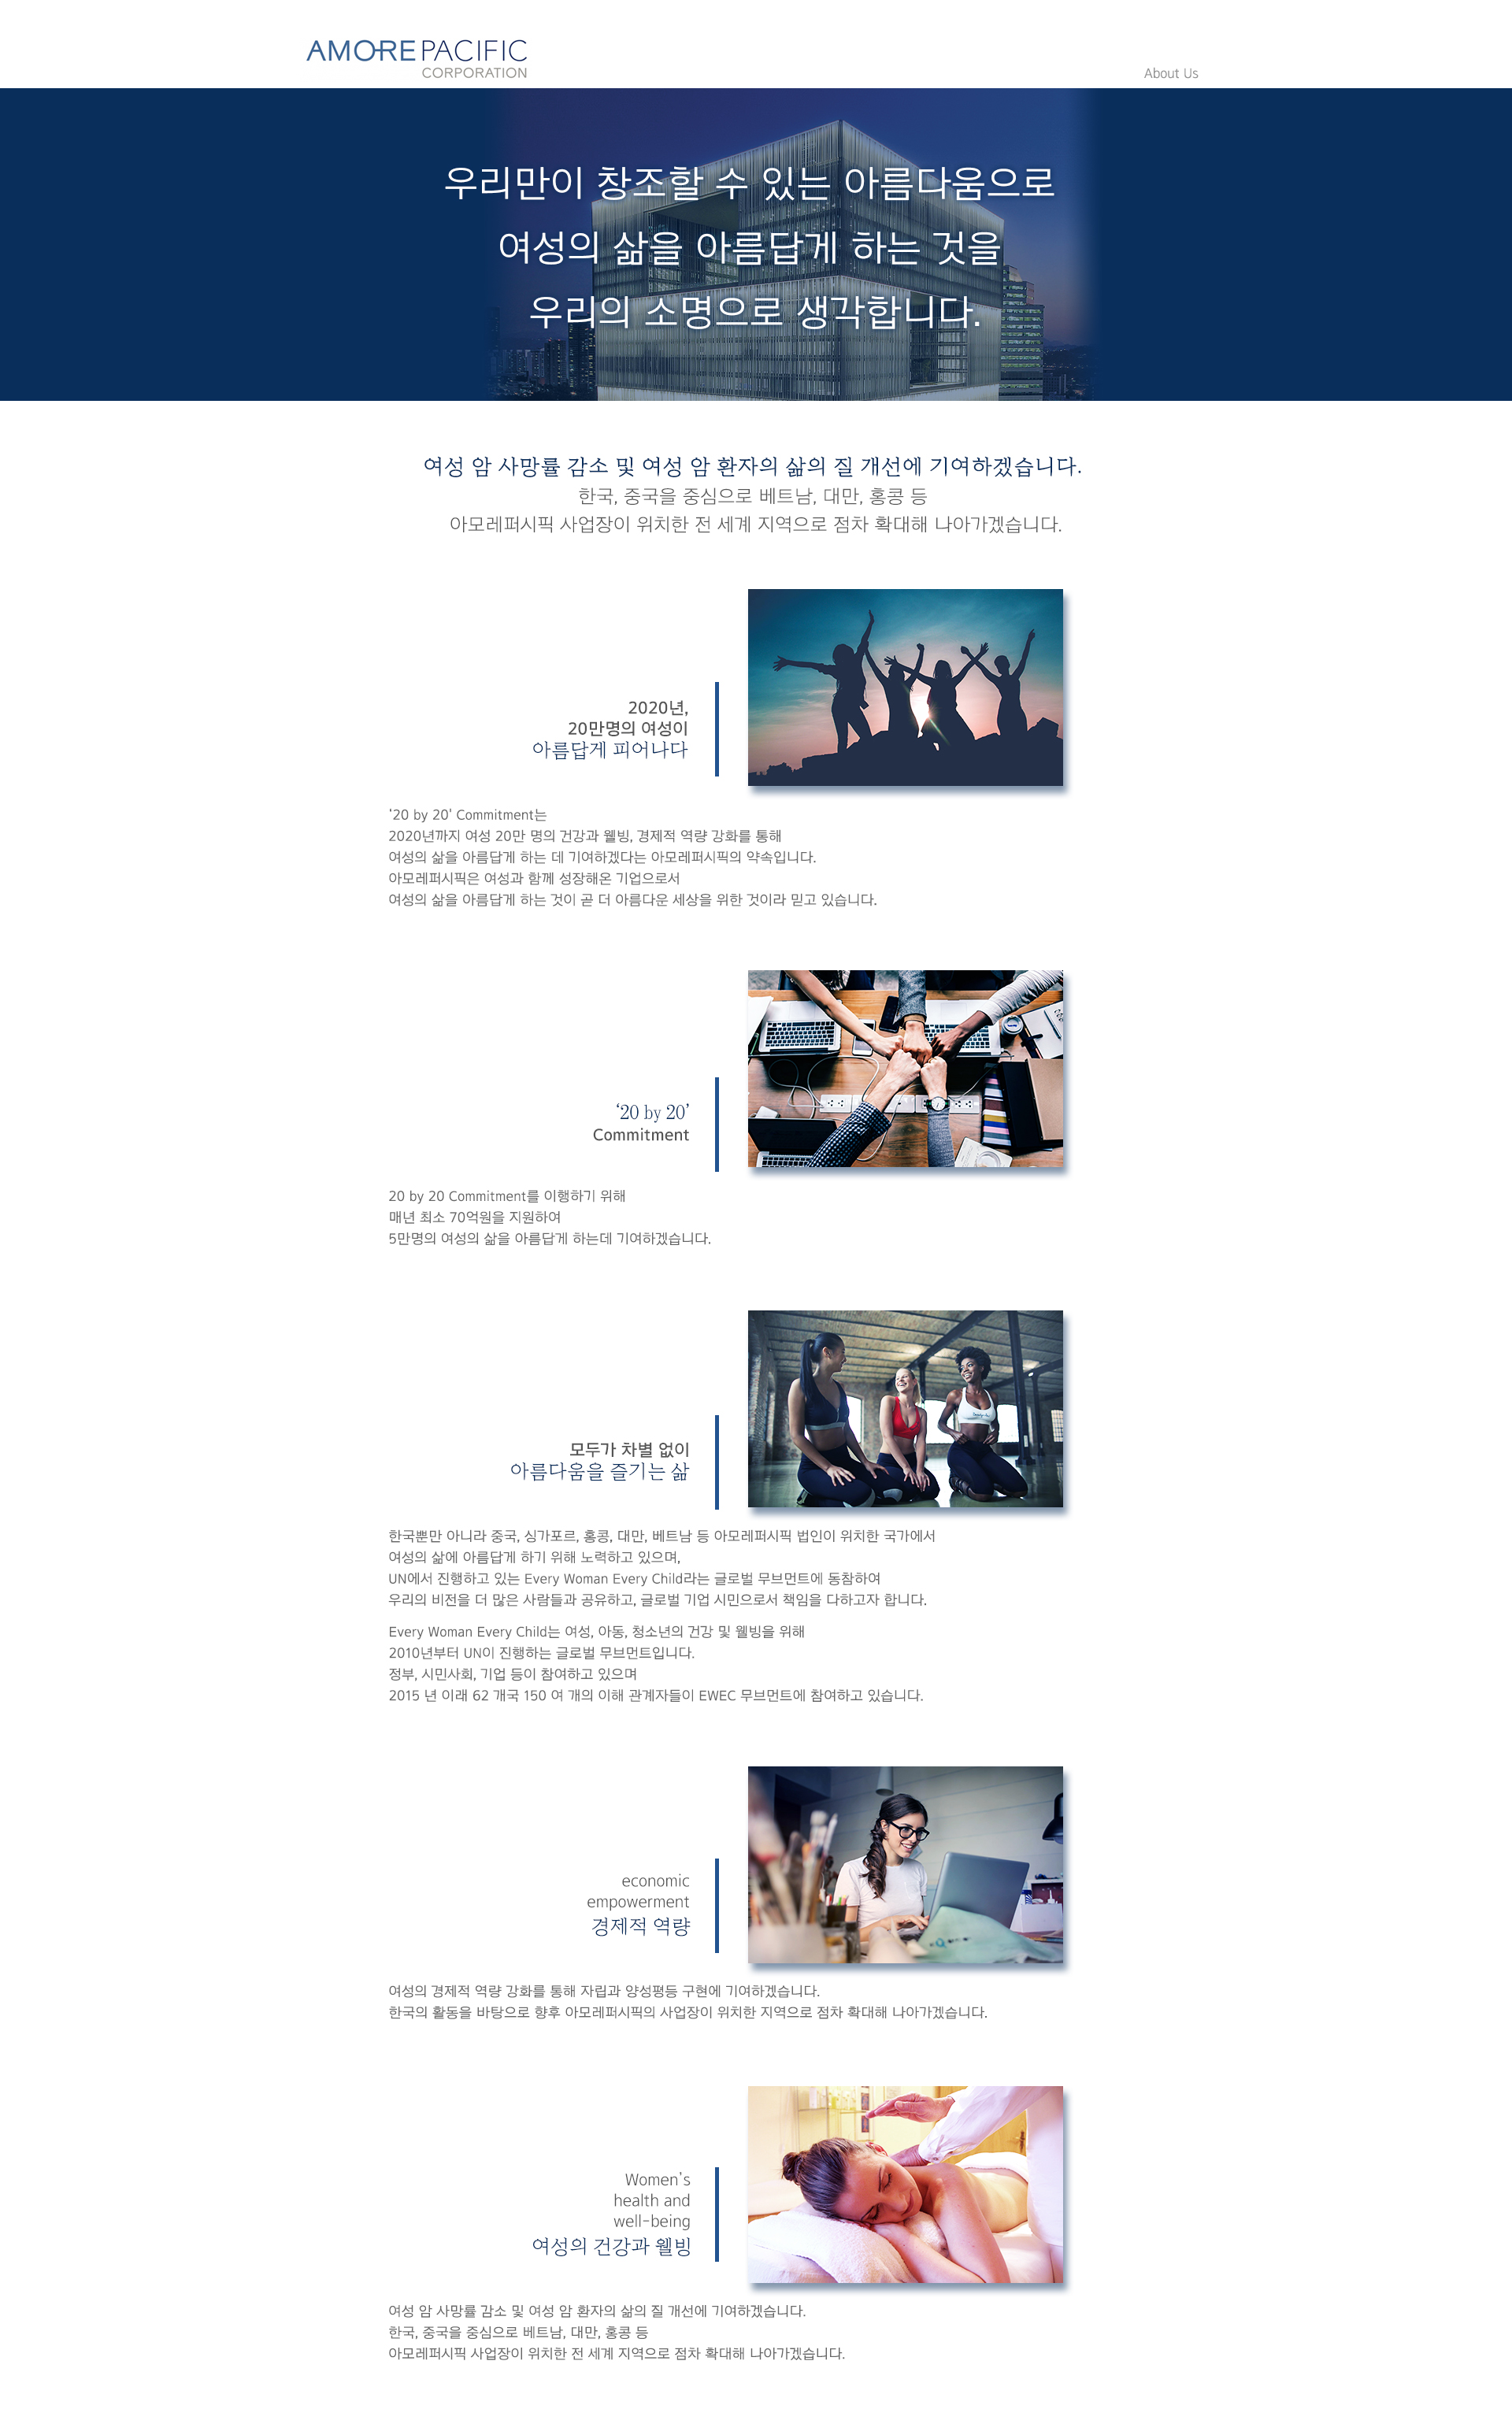 AMOREPACIFIC
CORPORATION
About Us
우리만이 창조할 수 있는 아름다움으로
여성의 삶을 아름답게 하는 것을
우리의 소명으로 생각합니다.
여성 암 사망률 감소 및 여성 암 환자의 삶의 질 개선에 기여하겠습니다.
한국, 중국을 중심으로 베트남, 대만, 홍콩 등
아모레퍼시픽 사업장이 위치한 전 세계 지역으로 점차 확대해 나아가겠습니다.
2020년,
20만명의 여성이
아름답게 피어나다
‘20 by 20' Commitment는
2020년까지 여성 20만 명의 건강과 웰빙, 경제적 역량 강화를 통해
여성의 삶을 아름답게 하는 데 기여하겠다는 아모레퍼시픽의 약속입니다.
아모레퍼시픽은 여성과 함께 성장해온 기업으로서
여성의 삶을 아름답게 하는 것이 곧 더 아름다운 세상을 위한 것이라 믿고 있습니다.
‘20 by 20’
Commitment
20 by 20 Commitment를 이행하기 위해
매년 최소 70억원을 지원하여
5만명의 여성의 삶을 아름답게 하는데 기여하겠습니다.
모두가 차별 없이
아름다움을 즐기는 삶
한국뿐만 아니라 중국, 싱가포르, 홍콩, 대만, 베트남 등 아모레퍼시픽 법인이 위치한 국가에서
여성의 삶에 아름답게 하기 위해 노력하고 있으며,
UN에서 진행하고 있는 Every Woman Every Child라는 글로벌 무브먼트에 동참하여
우리의 비전을 더 많은 사람들과 공유하고, 글로벌 기업 시민으로서 책임을 다하고자 합니다.
Every Woman Every Child는 여성, 아동, 청소년의 건강 및 웰빙을 위해
2010년부터 UN이 진행하는 글로벌 무브먼트입니다.
정부, 시민사회, 기업 등이 참여하고 있으며
2015 년 이래 62 개국 150 여 개의 이해 관계자들이 EWEC 무브먼트에 참여하고 있습니다.
economic
empowerment
경제적 역량
여성의 경제적 역량 강화를 통해 자립과 양성평등 구현에 기여하겠습니다.
한국의 활동을 바탕으로 향후 아모레퍼시픽의 사업장이 위치한 지역으로 점차 확대해 나아가겠습니다.
Women’s
health and
well-being
여성의 건강과 웰빙
여성 암 사망률 감소 및 여성 암 환자의 삶의 질 개선에 기여하겠습니다.
한국, 중국을 중심으로 베트남, 대만, 홍콩 등
아모레퍼시픽 사업장이 위치한 전 세계 지역으로 점차 확대해 나아가겠습니다.